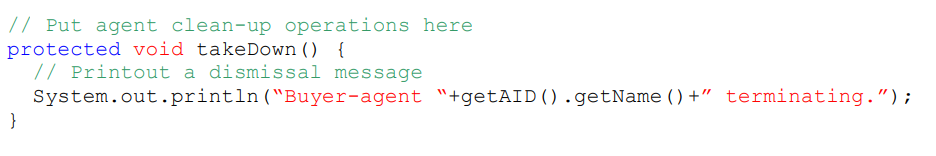 // Put agent clean-up operations here
protected void takeDown() {
// Printout a dismissal message
System.out.println(“Buyer-agent “+getAID().getName()+” terminating.”);
}